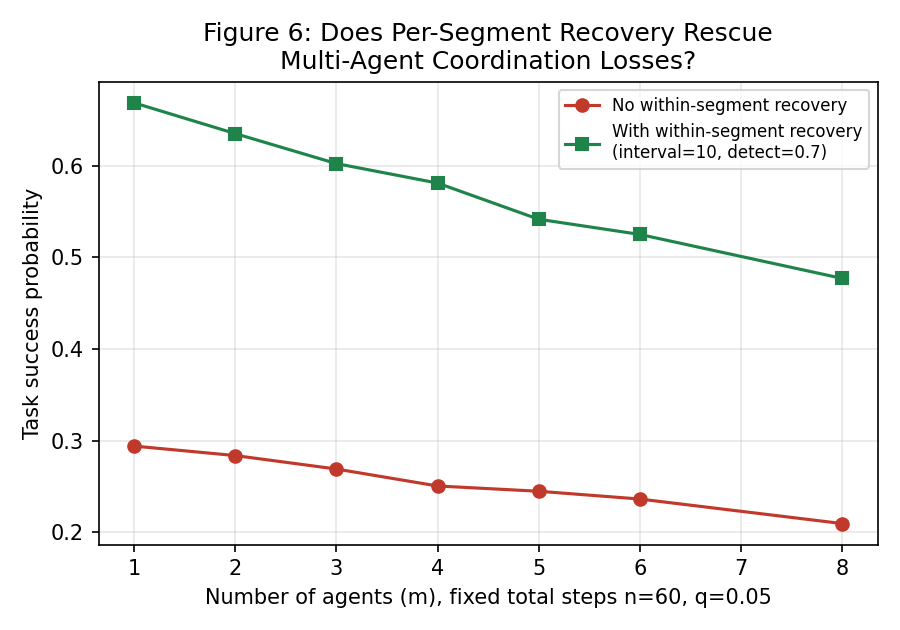 Figure 6: Does Per-Segment Recovery Rescue
Multi-Agent Coordination Losses?
No within-segment recovery
With within-segment recovery
(interval=10, detect=0.7)
Task success probability
0.6
0.5
0.4
0.3
0.2
1 2 3 4 5 6 7 8
Number of agents (m), fixed total steps n=60, q=0.05